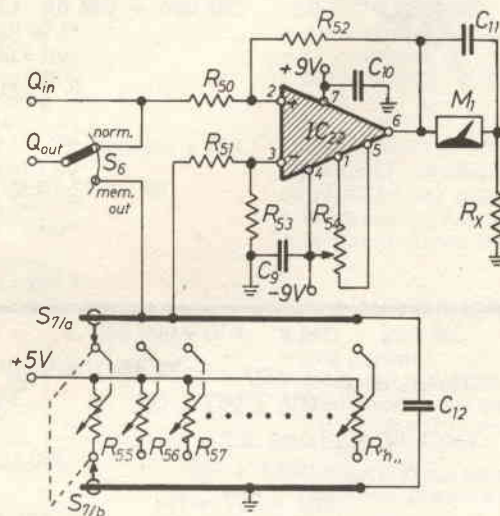 R52
C11
Qin
R50
+9V
C10
2
+
7
norm.
IC22
6
M1
Qout
S6
R51
3
-
4
1
5
mem.
out
R53
R54
RX
C9
-9V
S7/a
+5V
C12
R55
R56
R57
S7/b